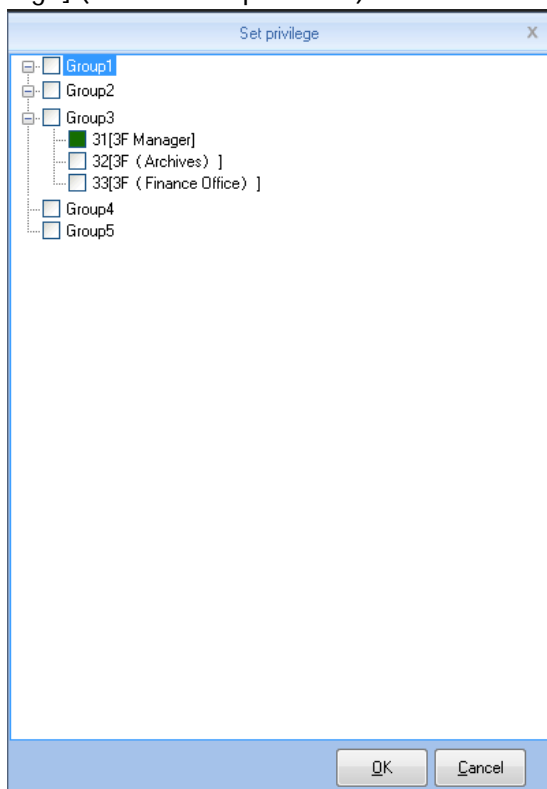 Set privilege X
Group1
Group2
Group3
31[3F Manager]
32[3F（Archives）]
33[3F（Finance Office）]
Group4
Group5
OK Cancel